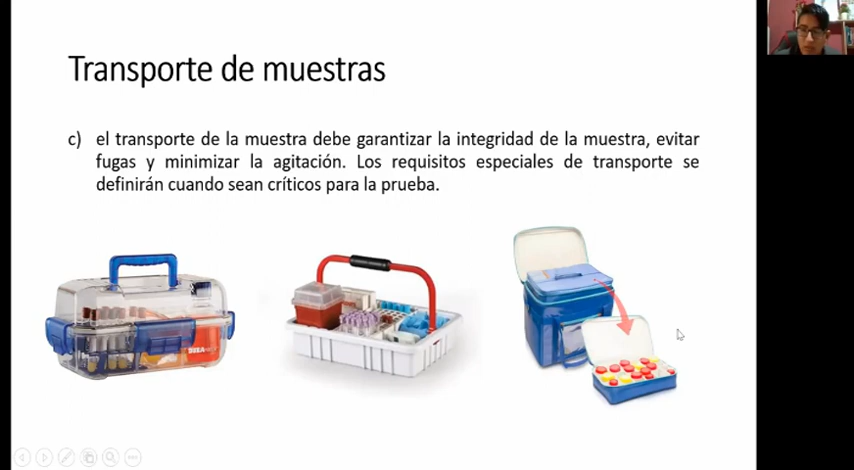 Transporte de muestras
c) el transporte de la muestra debe garantizar la integridad de la muestra, evitar
fugas y minimizar la agitación. Los requisitos especiales de transporte se
definirán cuando sean críticos para la prueba.